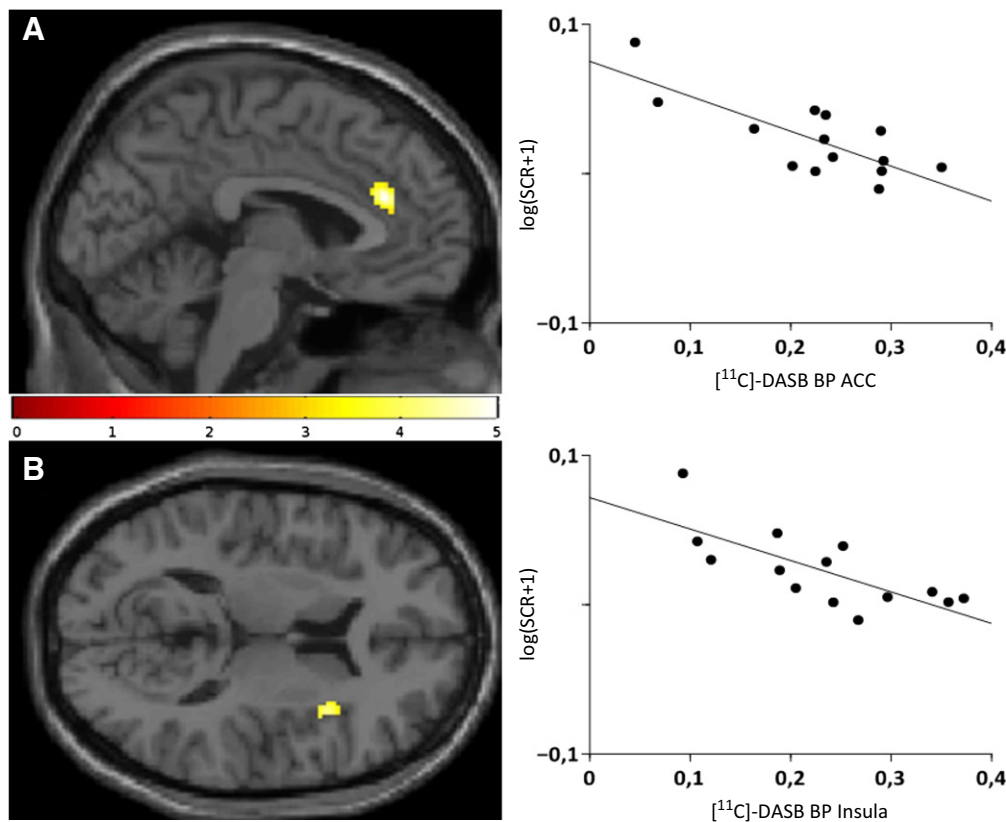 A
0,1
log(SCR+1)
–0,1
0 0,1 0,2 0,3 0,4
[11C]-DASB BP ACC
0 1 2 3 4 5
B
0,1
log(SCR+1)
–0,1
0 0,1 0,2 0,3 0,4
[11C]-DASB BP Insula